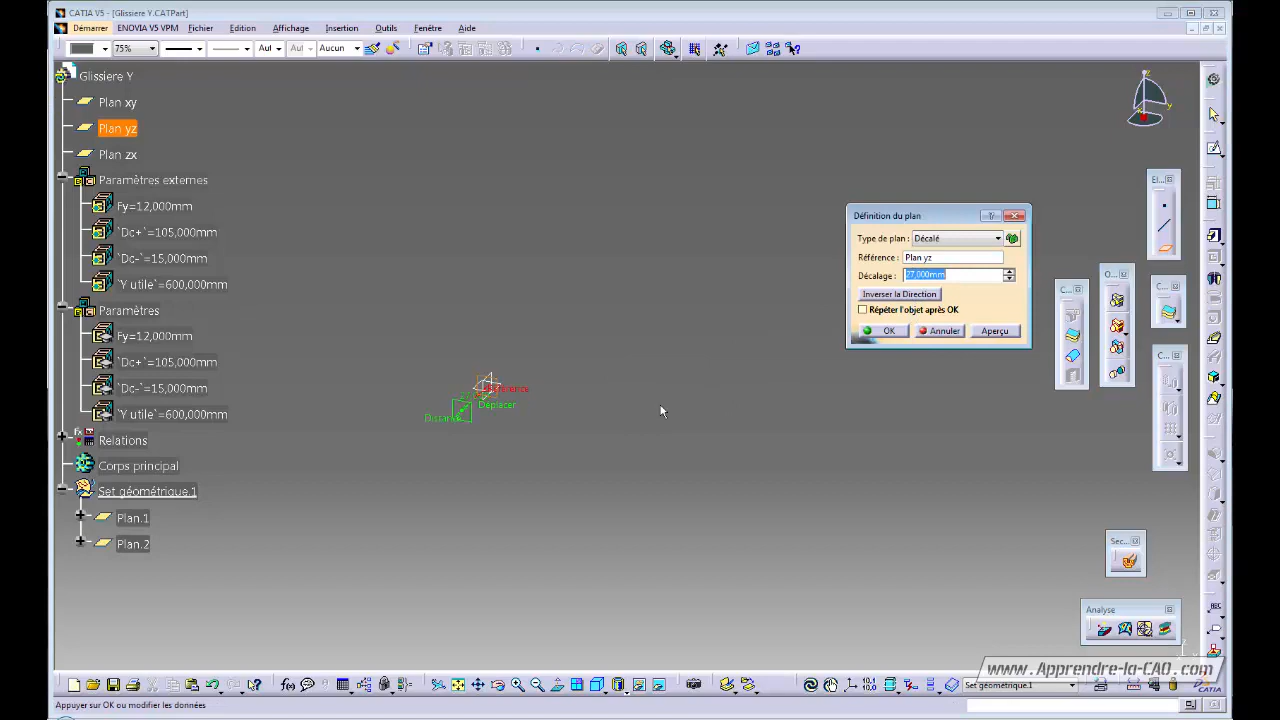 CATIA V5 - [Glissiere Y.CATPart]
Démarrer ENOVIA V5 VPM Fichier Edition Affichage Insertion Outils Fenêtre Aide
75% Aut Aut Aucun
Glissiere Y
Plan xy
Plan yz
Plan zx
Paramètres externes
Fy=12,000mm
`Dc+`=105,000mm
`Dc-`=15,000mm
`Y utile`=600,000mm
Paramètres
Fy=12,000mm
`Dc+`=105,000mm
`Dc-`=15,000mm
`Y utile`=600,000mm
Relations
Corps principal
Set géométrique.1
Plan.1
Plan.2
Déplacer
Définition du plan
Type de plan : Décalé
Référence : Plan yz
Décalage : 27,000mm
Inverser la Direction
Répéter l'objet après OK
OK Annuler Aperçu
z
y
El...
C...
O...
C...
C...
Sec...
Analyse
www.Apprendre-la-CAO.com
Set géométrique.1
CATIA
Appuyer sur OK ou modifier les données